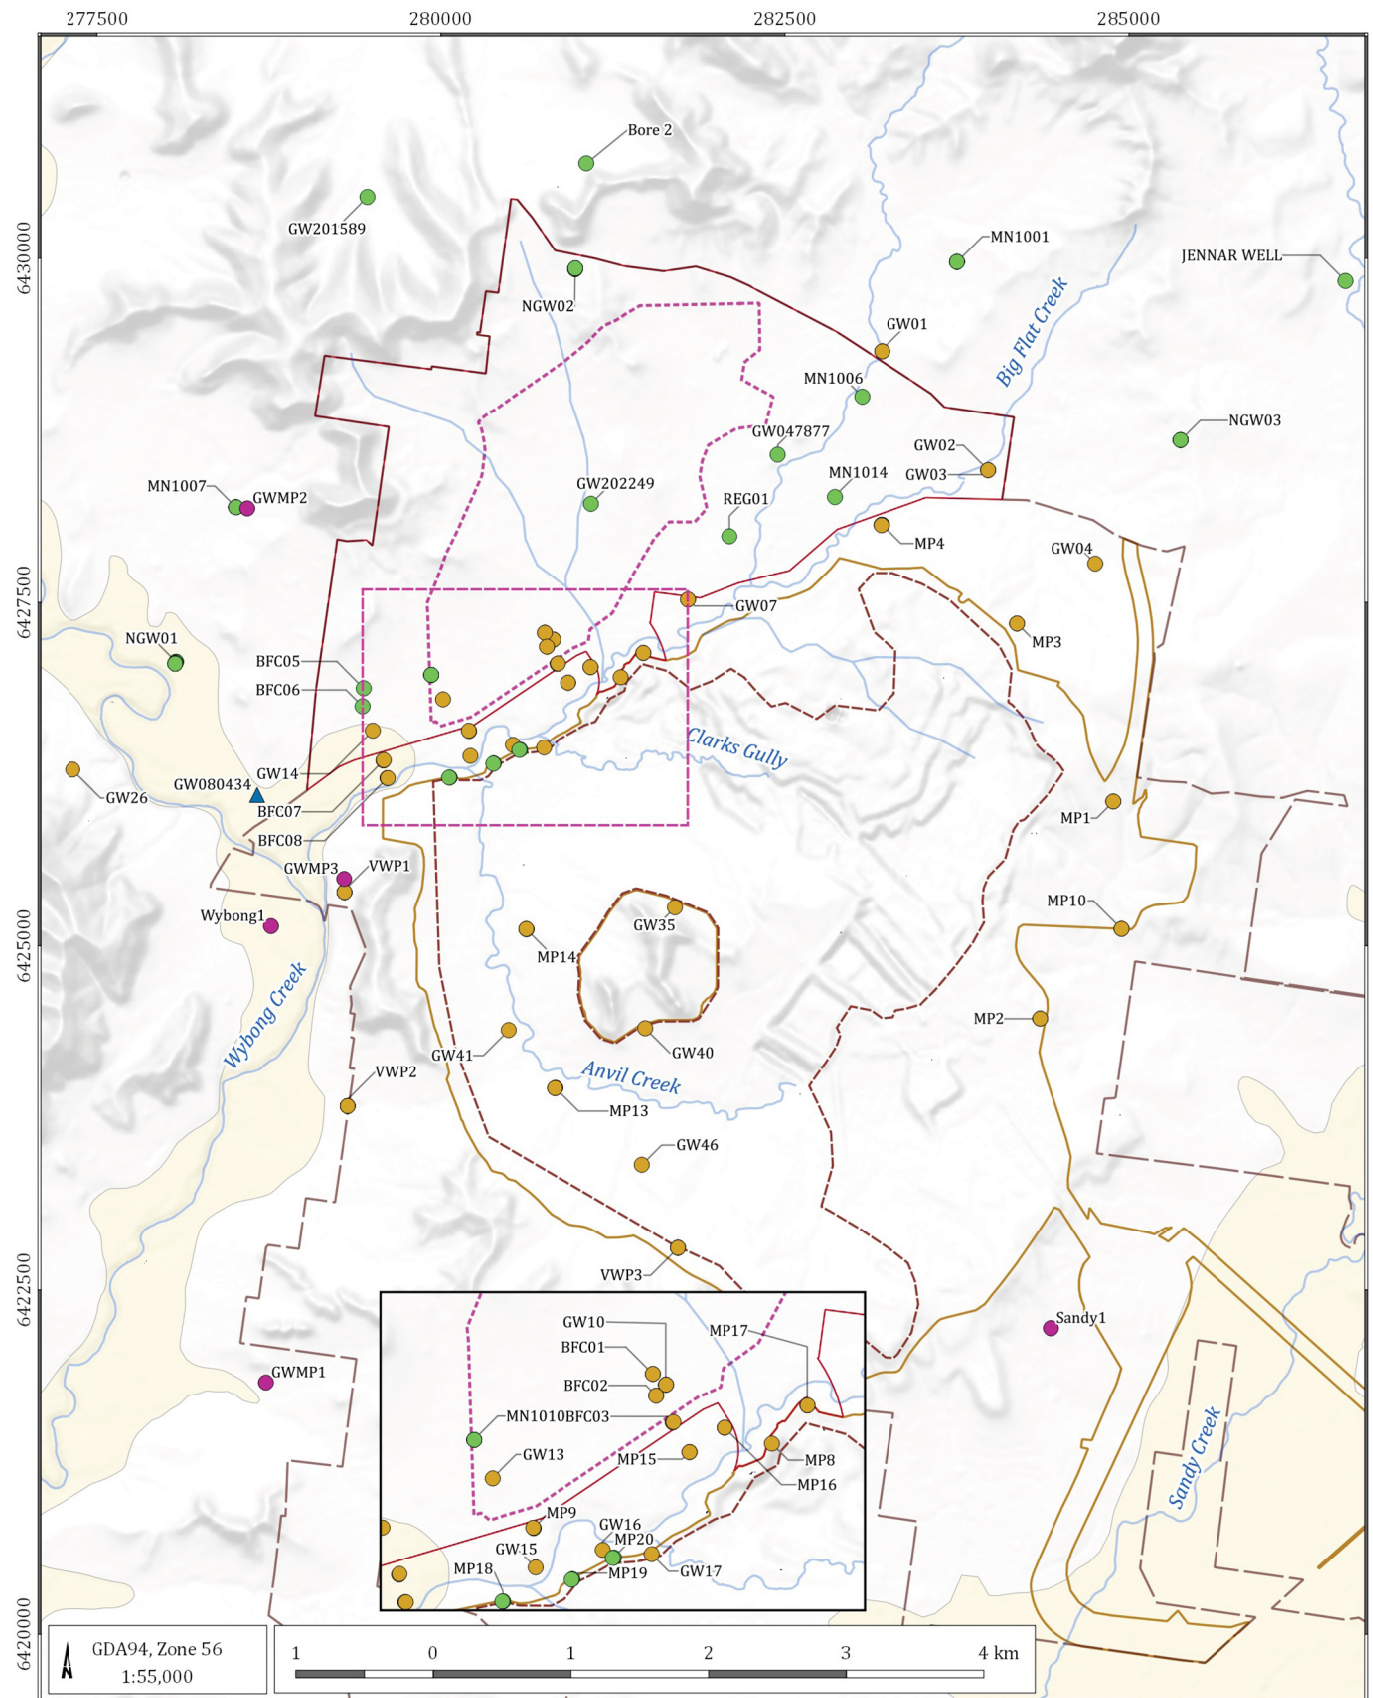 277500 280000 282500 285000
6430000
6427500
6425000
6422500
6420000
Bore 2
GW201589
MN1001
JENNAR WELL
NGW02
GW01
Big Flat Creek
MN1006
NGW03
GW047877
GW02
GW03
MN1007
GWMP2
GW202249
MN1014
REG01
MP4
GW04
GW07
NGW01
MP3
BFC05
BFC06
Clarks Gully
GW14
GW080434
GW26
BFC07
MP1
BFC08
GWMP3
VWP1
MP10
Wybong1
GW35
MP14
Wybong Creek
MP2
GW41
GW40
VWP2
Anvil Creek
MP13
GW46
VWP3
Sandy1
GWMP1
Sandy Creek
GW10
MP17
BFC01
BFC02
MN1010
BFC03
GW13
MP15
MP8
MP16
MP9
GW16
MP20
GW15
MP18
MP19
GW17
GDA94, Zone 56
1:55,000
1 0 1 2 3 4 km